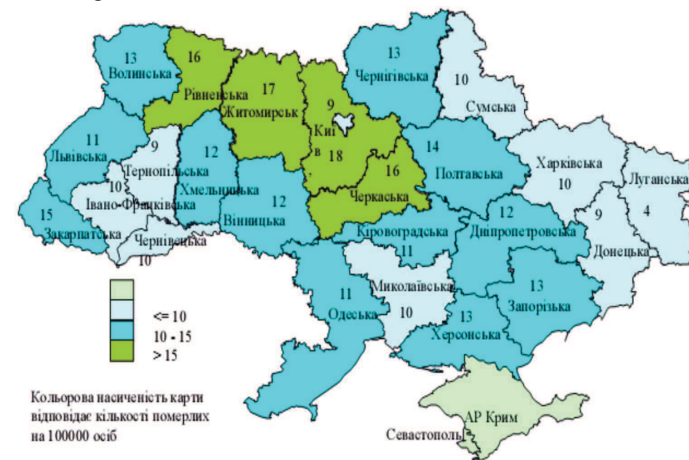 13
Волинська
16
Рівненська
17
Житомирськ
9
Киї
в
,
18
13
Чернігівська
10
Сумська
11
Львівська
9
Тернопільська
12
Хмельницька
10
Івано-Франківська
15
Закарпатська
Чернівецька
10
12
Вінницька
16
Черкаська
14
Полтавська
Харківська
10
Луганська
4
9
Донецька
12
Дніпропетровська
Кіровоградська
11
Миколаївська
10
11
Одеська
13
Херсонська
13
Запорізька
АР Крим
Севастополь
<= 10
10 - 15
> 15
Кольорова насиченість карти
відповідає кількості померлих
на 100000 осіб